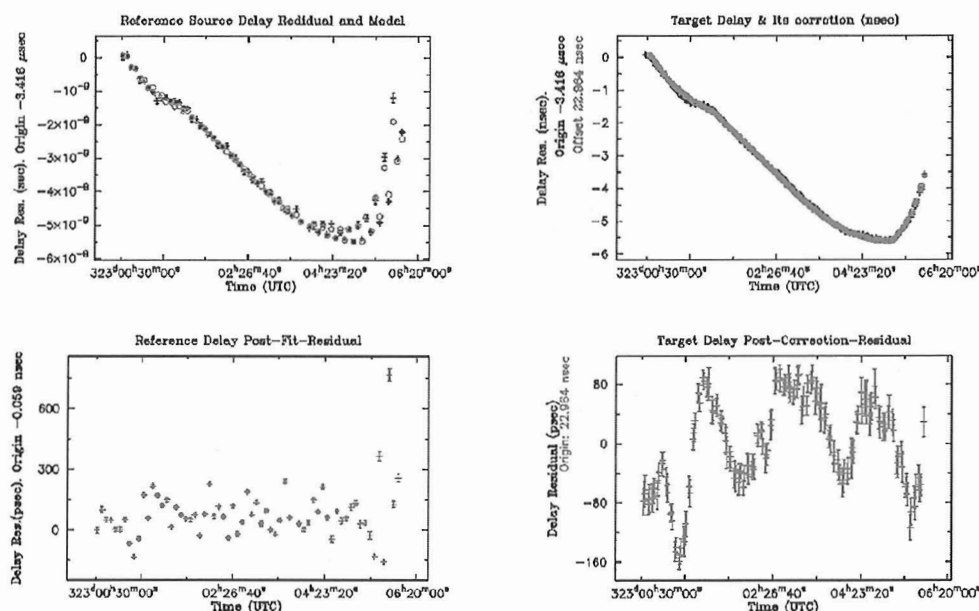 Reference Source Delay Redidual and Model
Delay Res. (sec). Origin −3.416 μsec
0
−10⁻⁹
−2×10⁻⁹
−3×10⁻⁹
−4×10⁻⁹
−5×10⁻⁹
−6×10⁻⁹
323ᵈ00ʰ30ᵐ00ˢ
02ʰ26ᵐ40ˢ
04ʰ23ᵐ20ˢ
06ʰ20ᵐ00ˢ
Time (UTC)
Target Delay & Its corrction (nsec)
Delay Res. (nsec).
Origin −3.416 μsec
Offset 22.964 nsec
0
−1
−2
−3
−4
−5
−6
323ᵈ00ʰ30ᵐ00ˢ
02ʰ26ᵐ40ˢ
04ʰ23ᵐ20ˢ
06ʰ20ᵐ00ˢ
Time (UTC)
Reference Delay Post−Fit−Residual
Delay Res.(psec). Origin −0.059 nsec
600
300
0
323ᵈ00ʰ30ᵐ00ˢ
02ʰ26ᵐ40ˢ
04ʰ23ᵐ20ˢ
06ʰ20ᵐ00ˢ
Time (UTC)
Target Delay Post−Correction−Residual
Delay Residual (psec)
Origin: 22.964 nsec
80
0
−80
−160
323ᵈ00ʰ30ᵐ00ˢ
02ʰ26ᵐ40ˢ
04ʰ23ᵐ20ˢ
06ʰ20ᵐ00ˢ
Time (UTC)